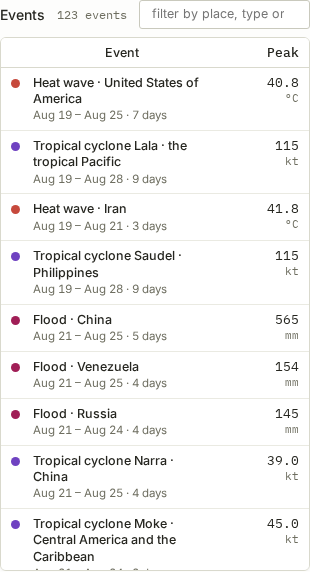 Events 123 events filter by place, type or
Event Peak
Heat wave · United States of 40.8
America °C
Aug 19 – Aug 25 · 7 days
Tropical cyclone Lala · the 115
tropical Pacific kt
Aug 19 – Aug 28 · 9 days
Heat wave · Iran 41.8
Aug 19 – Aug 21 · 3 days °C
Tropical cyclone Saudel · 115
Philippines kt
Aug 19 – Aug 28 · 9 days
Flood · China 565
Aug 21 – Aug 25 · 5 days mm
Flood · Venezuela 154
Aug 21 – Aug 25 · 4 days mm
Flood · Russia 145
Aug 21 – Aug 24 · 4 days mm
Tropical cyclone Narra · 39.0
China kt
Aug 21 – Aug 25 · 4 days
Tropical cyclone Moke · 45.0
Central America and the kt
Caribbean